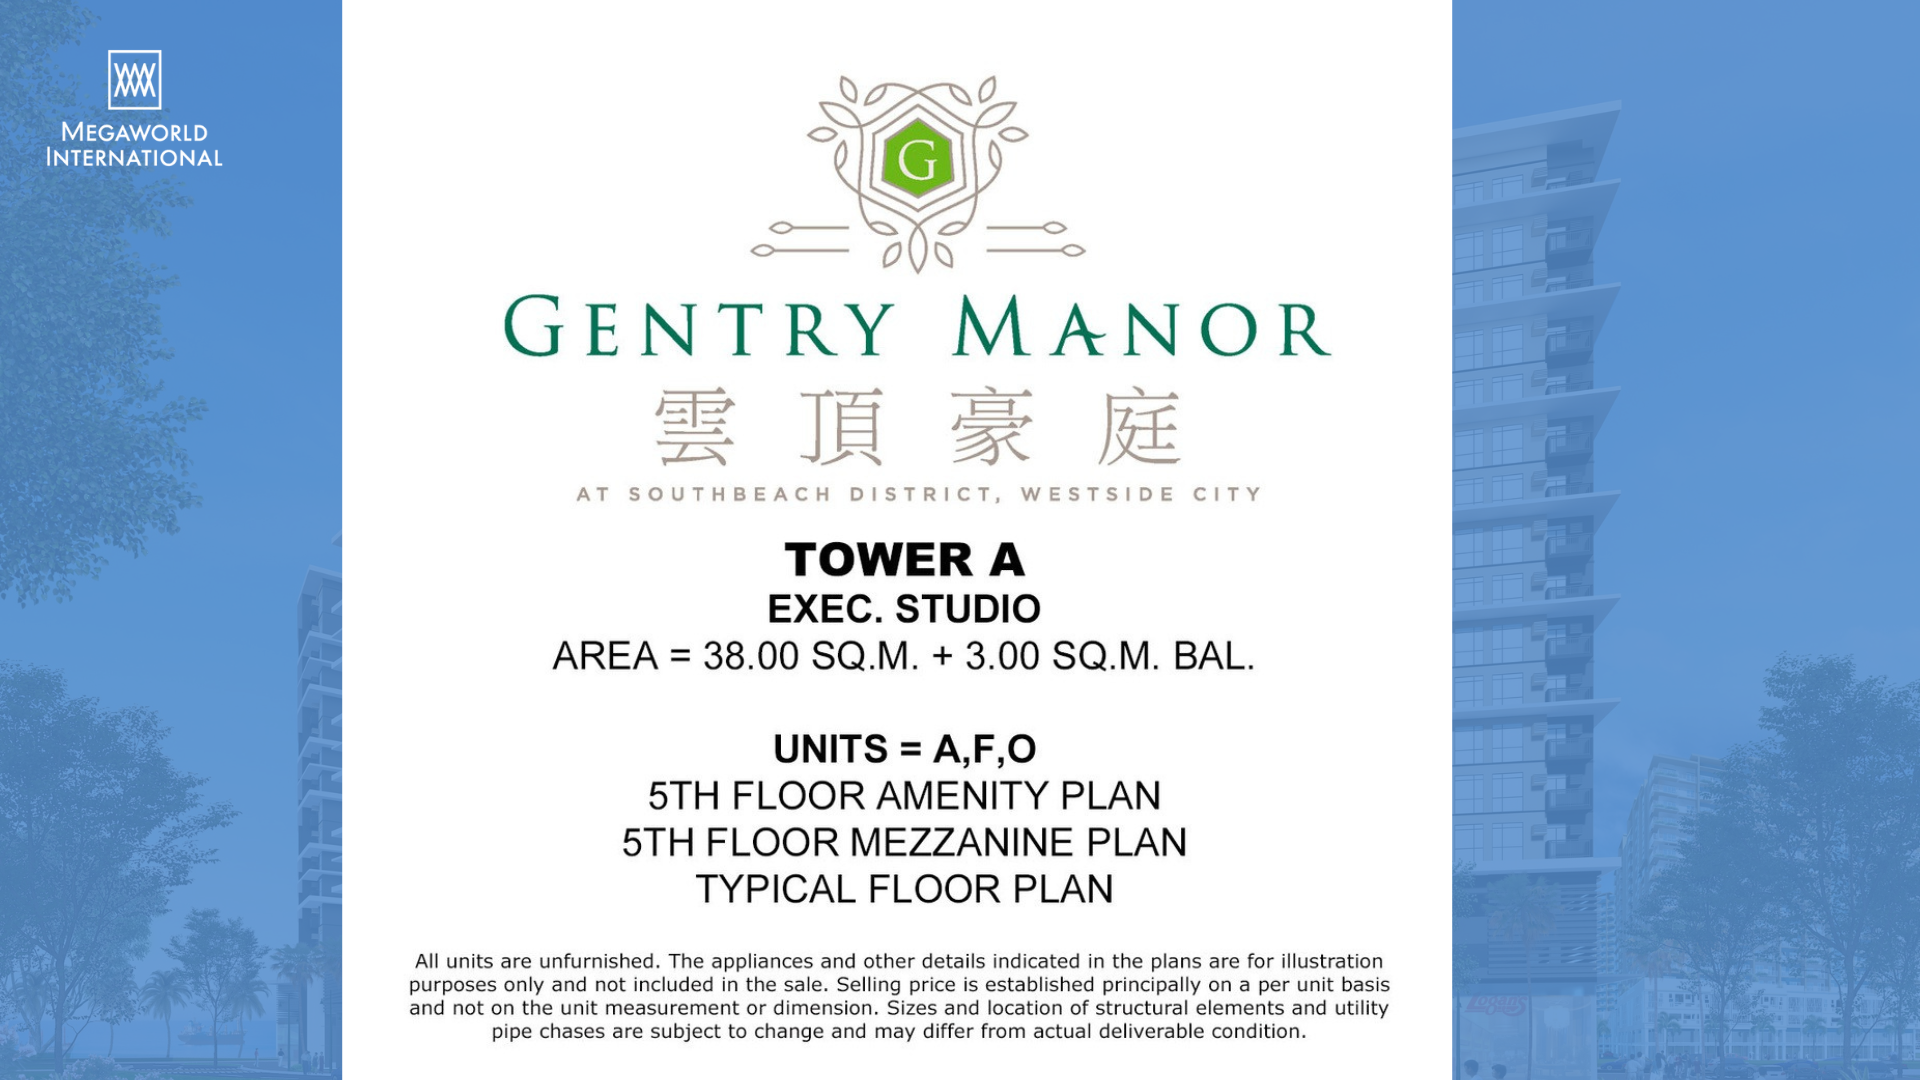 MEGAWORLD
INTERNATIONAL
G
GENTRY MANOR
雲頂豪庭
AT SOUTHBEACH DISTRICT, WESTSIDE CITY
TOWER A
EXEC. STUDIO
AREA = 38.00 SQ.M. + 3.00 SQ.M. BAL.
UNITS = A,F,O
5TH FLOOR AMENITY PLAN
5TH FLOOR MEZZANINE PLAN
TYPICAL FLOOR PLAN
All units are unfurnished. The appliances and other details indicated in the plans are for illustration
purposes only and not included in the sale. Selling price is established principally on a per unit basis
and not on the unit measurement or dimension. Sizes and location of structural elements and utility
pipe chases are subject to change and may differ from actual deliverable condition.